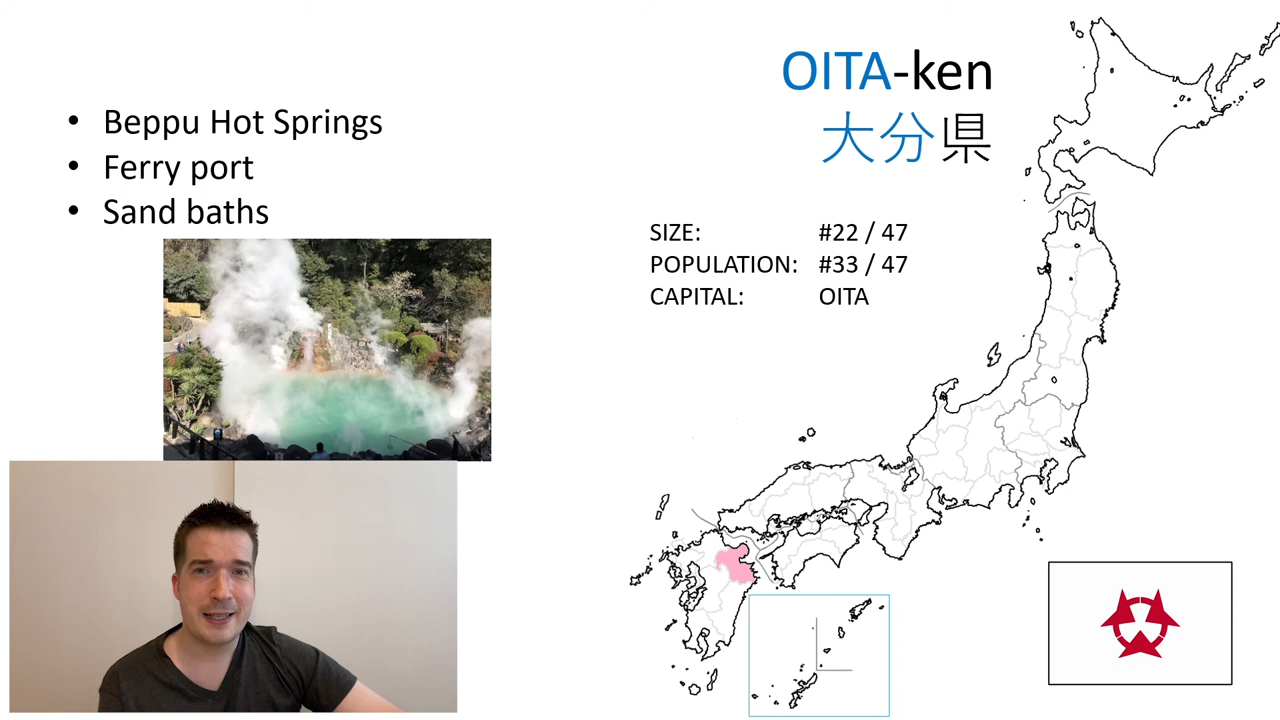 • Beppu Hot Springs
• Ferry port
• Sand baths
OITA-ken
大分県
SIZE: #22 / 47
POPULATION: #33 / 47
CAPITAL: OITA